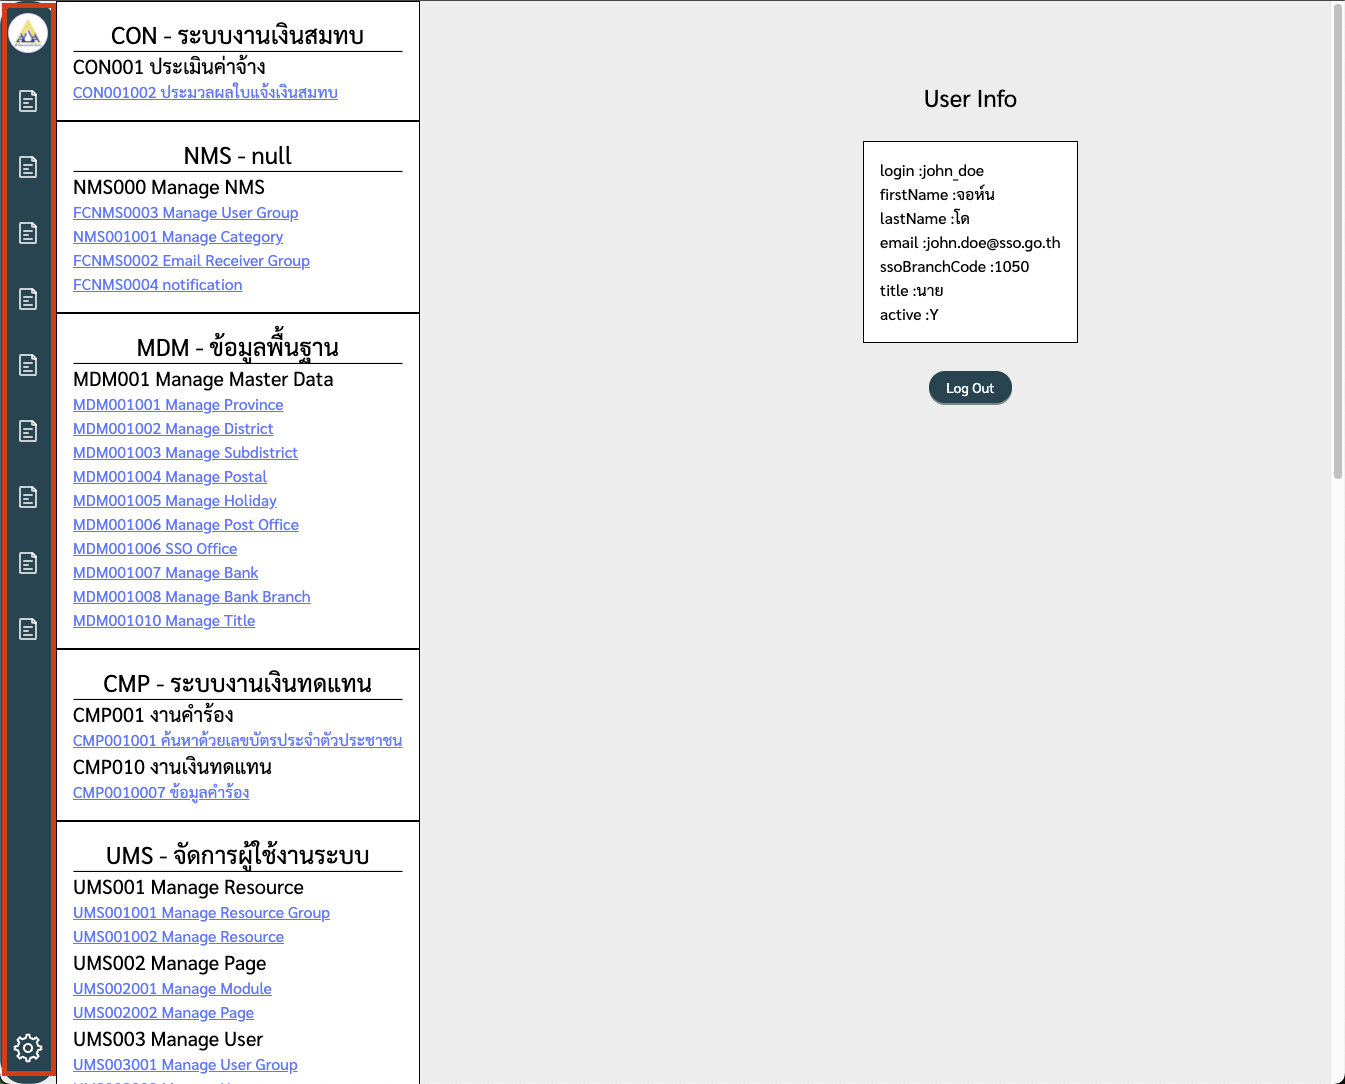 CON - ระบบงานเงินสมทบ
CON001 ประเมินค่าจ้าง
CON001002 ประมวลผลใบแจ้งเงินสมทบ
NMS - null
NMS000 Manage NMS
FCNMS0003 Manage User Group
NMS001001 Manage Category
FCNMS0002 Email Receiver Group
FCNMS0004 notification
MDM - ข้อมูลพื้นฐาน
MDM001 Manage Master Data
MDM001001 Manage Province
MDM001002 Manage District
MDM001003 Manage Subdistrict
MDM001004 Manage Postal
MDM001005 Manage Holiday
MDM001006 Manage Post Office
MDM001006 SSO Office
MDM001007 Manage Bank
MDM001008 Manage Bank Branch
MDM001010 Manage Title
CMP - ระบบงานเงินทดแทน
CMP001 งานคำร้อง
CMP001001 ค้นหาด้วยเลขบัตรประจำตัวประชาชน
CMP010 งานเงินทดแทน
CMP0010007 ข้อมูลคำร้อง
UMS - จัดการผู้ใช้งานระบบ
UMS001 Manage Resource
UMS001001 Manage Resource Group
UMS001002 Manage Resource
UMS002 Manage Page
UMS002001 Manage Module
UMS002002 Manage Page
UMS003 Manage User
UMS003001 Manage User Group
User Info
login :john_doe
firstName :จอห์น
lastName :โด
email :john.doe@sso.go.th
ssoBranchCode :1050
title :นาย
active :Y
Log Out